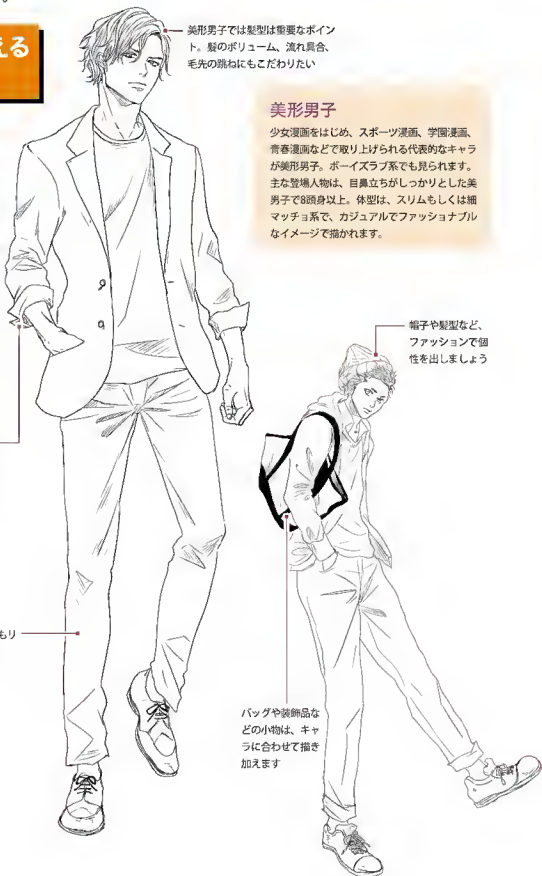 える
美形男子では髪型は重要なポイン
ト。髪のボリューム、流れ具合、
毛先の跳ねにもこだわりたい
美形男子
少女漫画をはじめ、スポーツ漫画、学園漫画、
青春漫画などで取り上げられる代表的なキャラ
が美形男子。ボーイズラブ系でも見られます。
主な登場人物は、目鼻立ちがしっかりとした美
男子で8頭身以上。体型は、スリムもしくは細
マッチョ系で、カジュアルでファッショナブル
なイメージで描かれます。
帽子や髪型など、
ファッションで個
性を出しましょう
もり
バッグや装飾品な
どの小物は、キャ
ラに合わせて描き
加えます